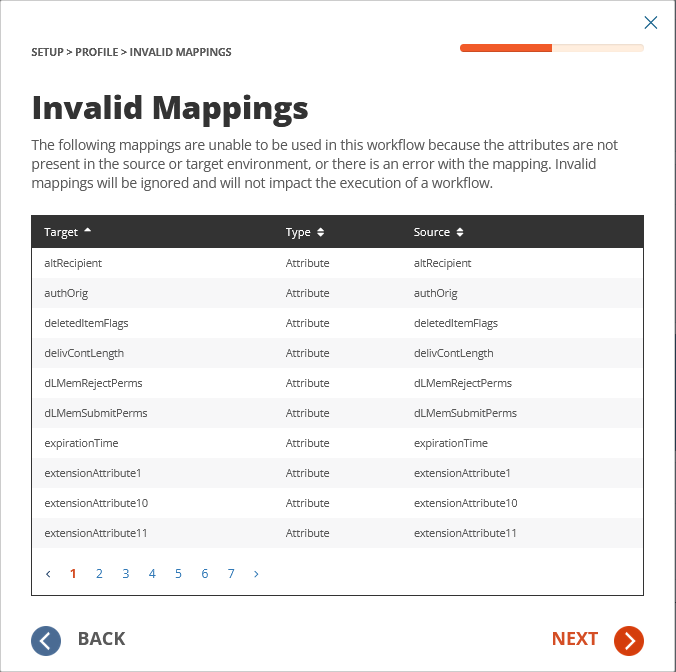 SETUP > PROFILE > INVALID MAPPINGS
Invalid Mappings
The following mappings are unable to be used in this workflow because the attributes are not
present in the source or target environment, or there is an error with the mapping. Invalid
mappings will be ignored and will not impact the execution of a workflow.
Target Type Source
altRecipient Attribute altRecipient
authOrig Attribute authOrig
deletedItemFlags Attribute deletedItemFlags
delivContLength Attribute delivContLength
dLMemRejectPerms Attribute dLMemRejectPerms
dLMemSubmitPerms Attribute dLMemSubmitPerms
expirationTime Attribute expirationTime
extensionAttribute1 Attribute extensionAttribute1
extensionAttribute10 Attribute extensionAttribute10
extensionAttribute11 Attribute extensionAttribute11
‹ 1 2 3 4 5 6 7 ›
BACK NEXT